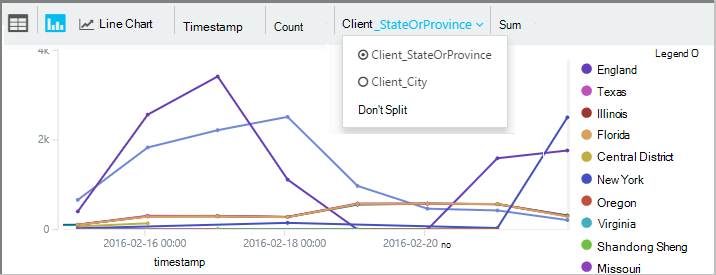 Line Chart Timestamp Count Client_StateOrProvince Sum
Client_StateOrProvince
Client_City
Don't Split
4k
2k
0
2016-02-16 00:00 2016-02-18 00:00 2016-02-20 no
timestamp
Legend O
England
Texas
Illinois
Florida
Central District
New York
Oregon
Virginia
Shandong Sheng
Missouri